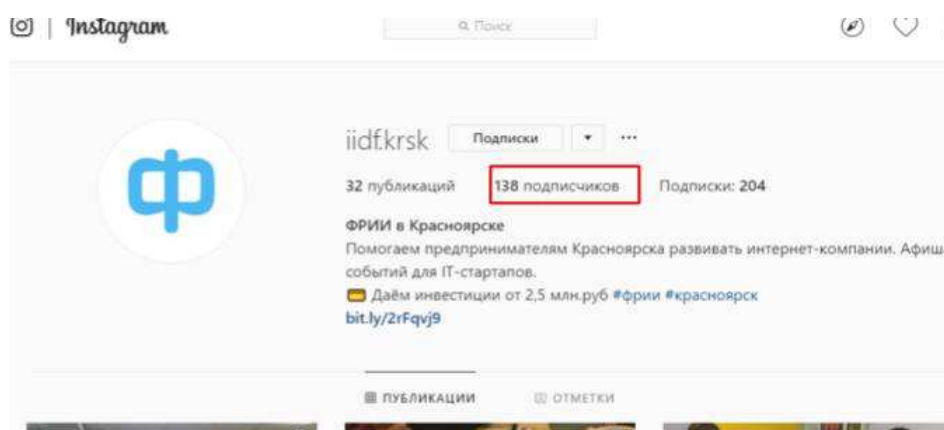 Instagram
Поиск
iidf.krsk Подписки ...
32 публикаций 138 подписчиков Подписки: 204
ФРИИ в Красноярске
Помогаем предпринимателям Красноярска развивать интернет-компании. Афиша
событий для IT-стартапов.
Даём инвестиции от 2,5 млн.руб #фрии #красноярск
bit.ly/2rFqvj9
ПУБЛИКАЦИИ ОТМЕТКИ